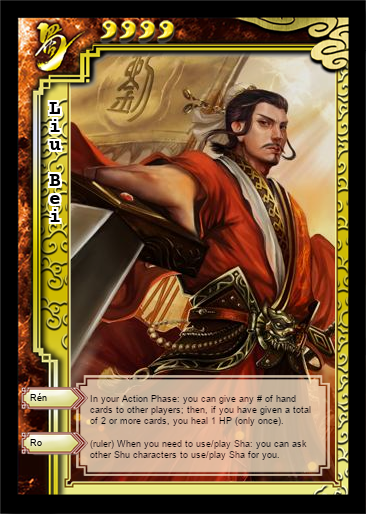 蜀
劉
Liu Bei
Rén
In your Action Phase: you can give any # of hand
cards to other players; then, if you have given a total
of 2 or more cards, you heal 1 HP (only once).
Ro
(ruler) When you need to use/play Sha: you can ask
other Shu characters to use/play Sha for you.